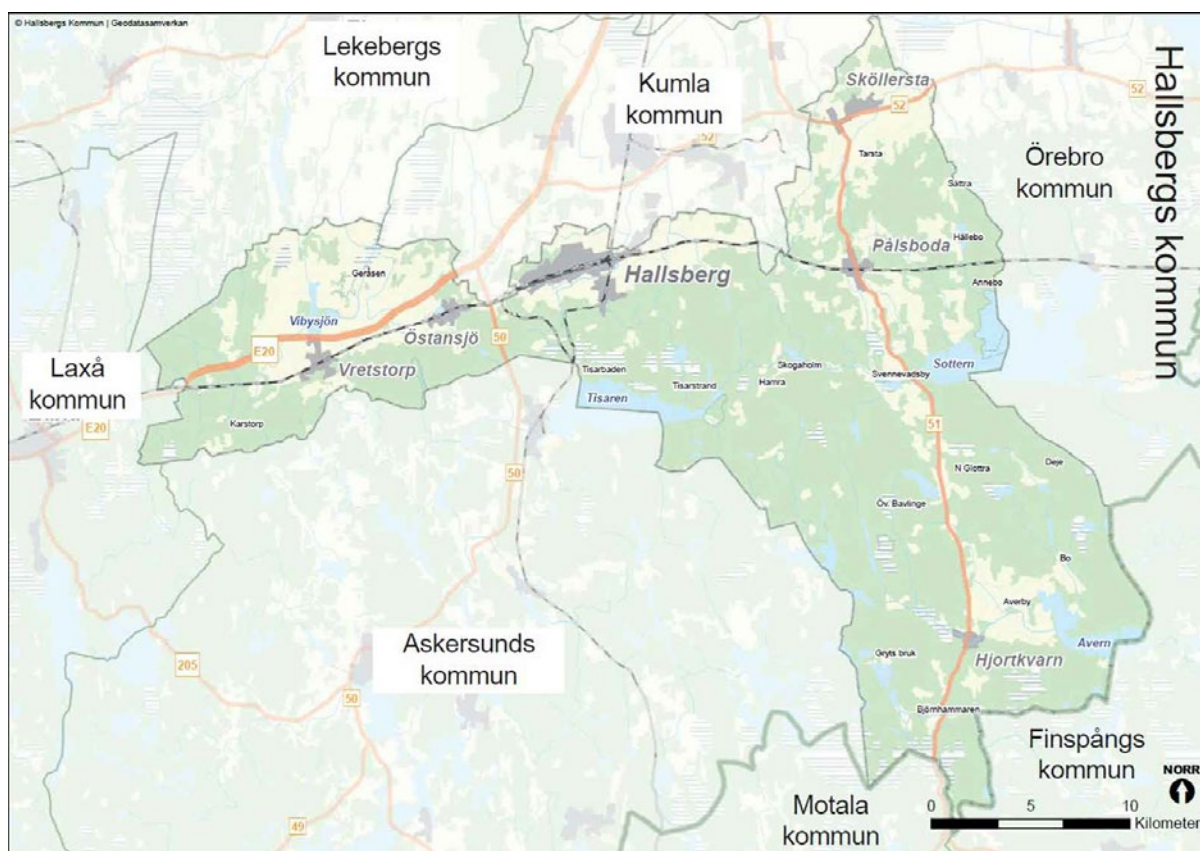 © Hallsbergs Kommun | Geodatasamverkan
Lekebergs
kommun
Kumla
kommun
Sköllersta
52
52
52
Hallsbergs kommun
Örebro
kommun
Tarsta
Sättra
Pålsboda
Hällebo
Annebo
Geråsen
Hallsberg
Vibysjön
Östansjö
50
E20
Vretstorp
Laxå
kommun
E20
Karstorp
Tisarbaden
Tisaren
Tisarstrand
Hamra
Skogaholm
Svennevadsby
Sottern
51
50
N Glottra
Deje
Öv. Bavlinge
Bo
Averby
Avern
Gryts bruk
Hjortkvarn
Björnhammaren
Askersunds
kommun
205
50
49
Finspångs
kommun
Motala
kommun
NORR
0 5 10
Kilometer